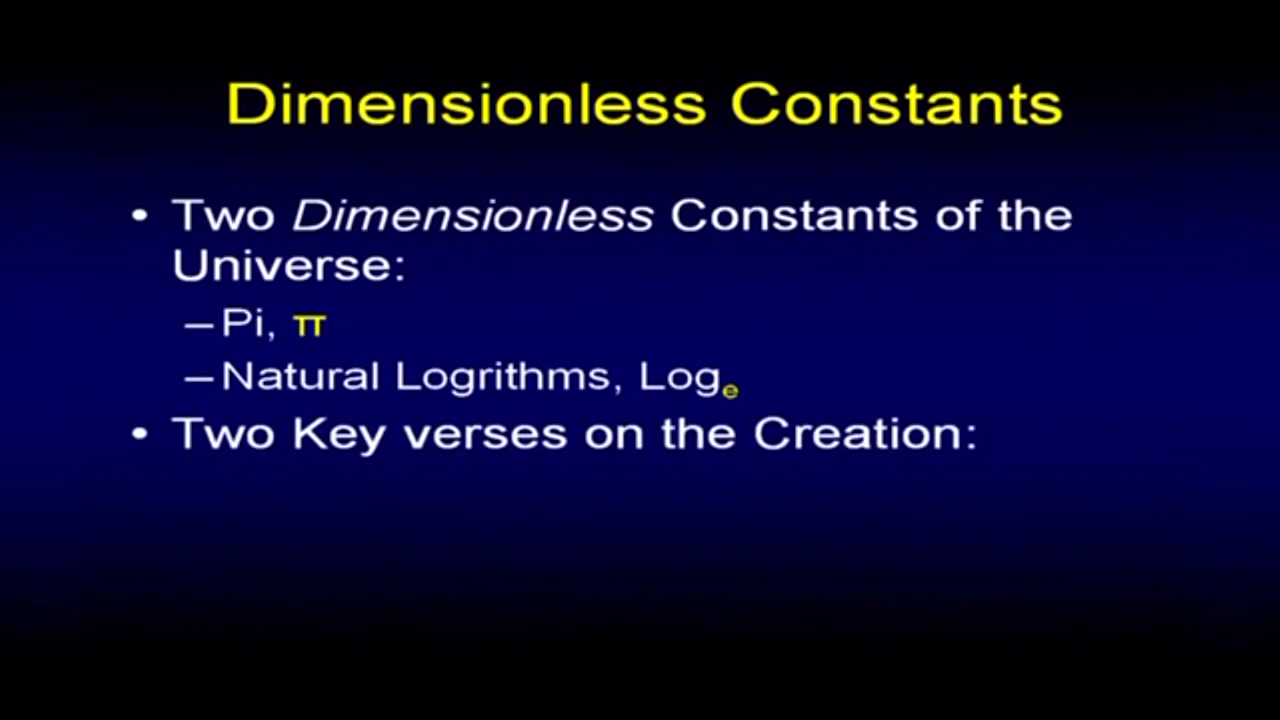 Dimensionless Constants
• Two Dimensionless Constants of the
Universe:
– Pi, π
– Natural Logrithms, Logₑ
• Two Key verses on the Creation: